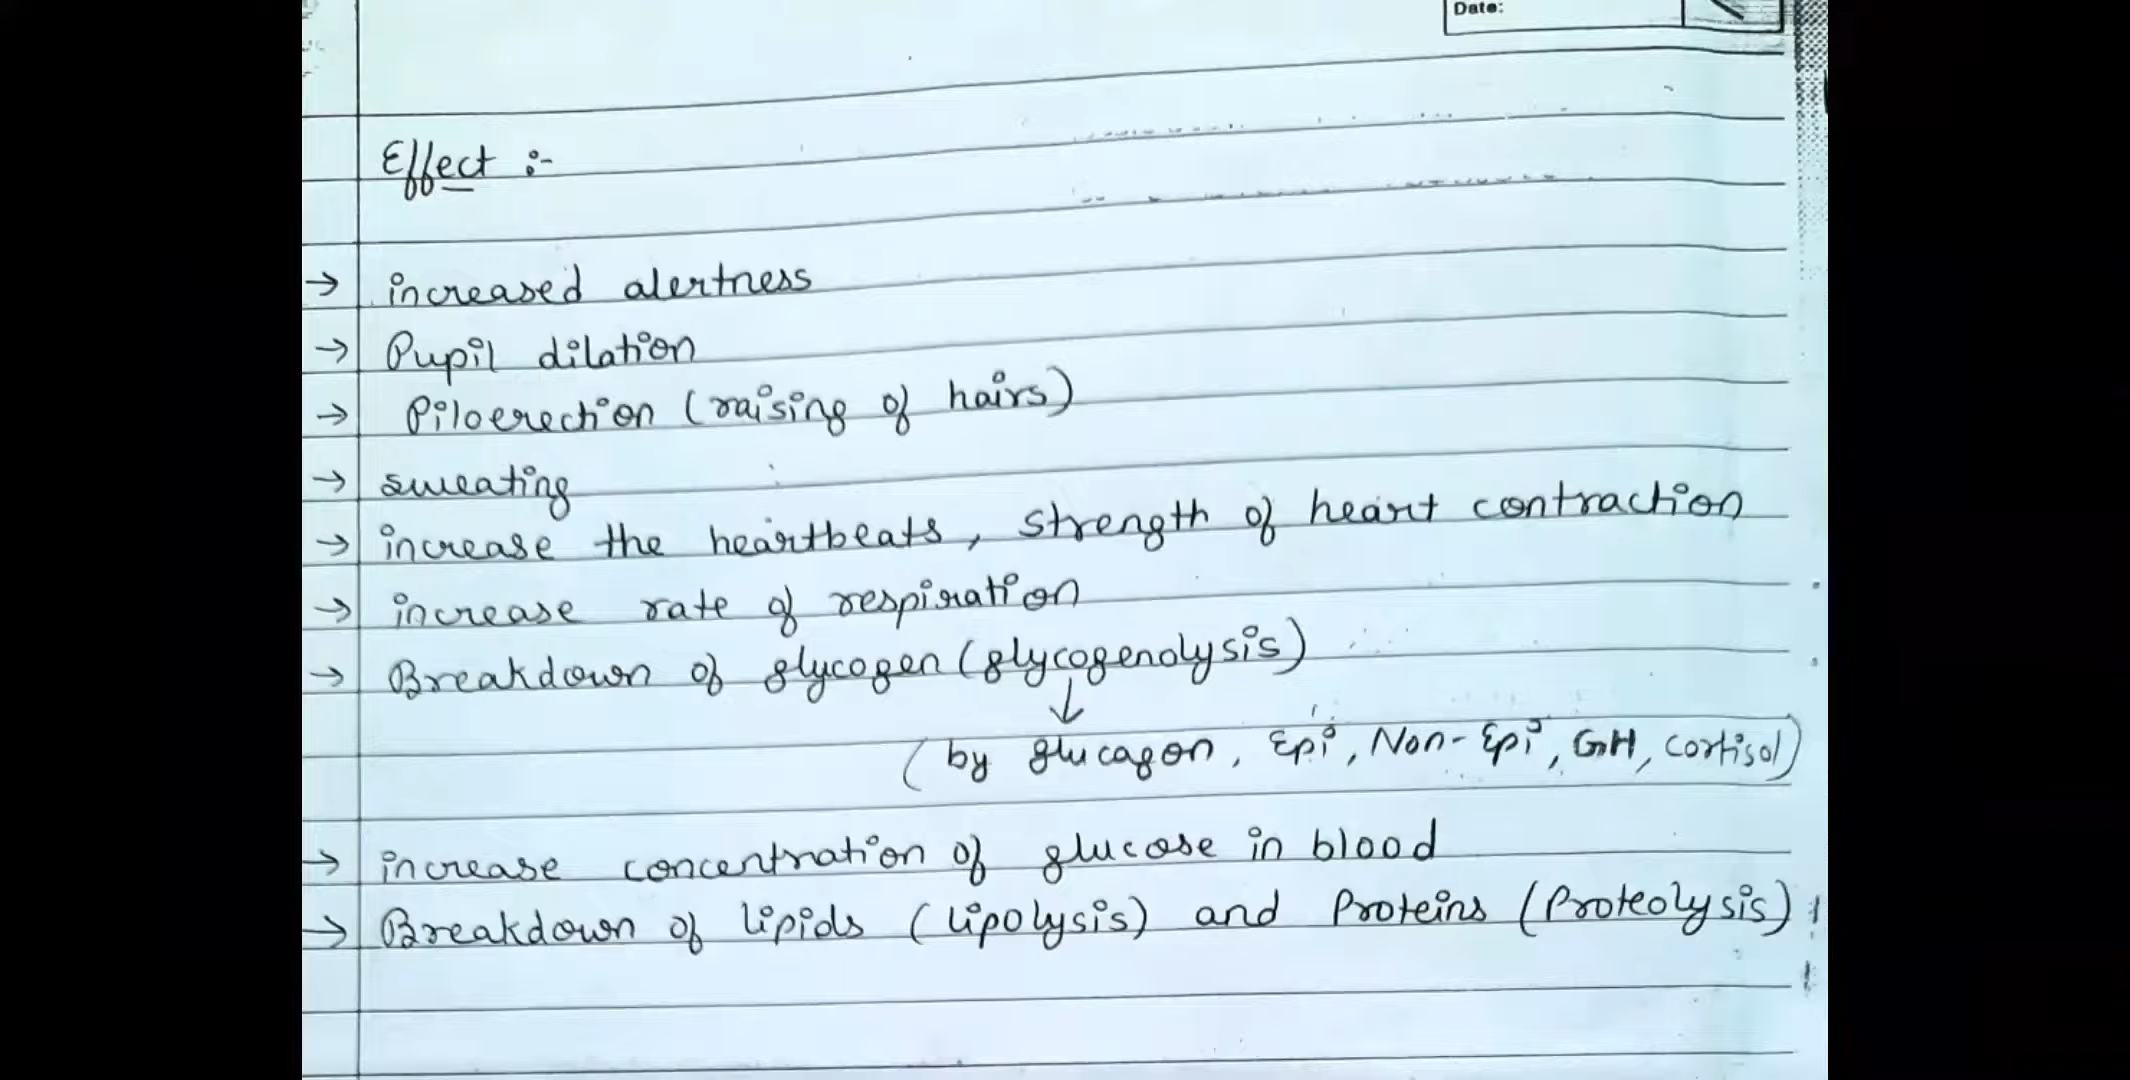 Date:
Effect :-
→ increased alertness
→ Pupil dilation
→ Piloerection (raising of hairs)
→ sweating
→ increase the heartbeats, strength of heart contraction
→ increase rate of respiration
→ Breakdown of glycogen (glycogenolysis)
↓
(by glucagon, Epi, Non-Epi, GH, cortisol)
→ increase concentration of glucose in blood
→ Breakdown of lipids (lipolysis) and Proteins (Proteolysis)